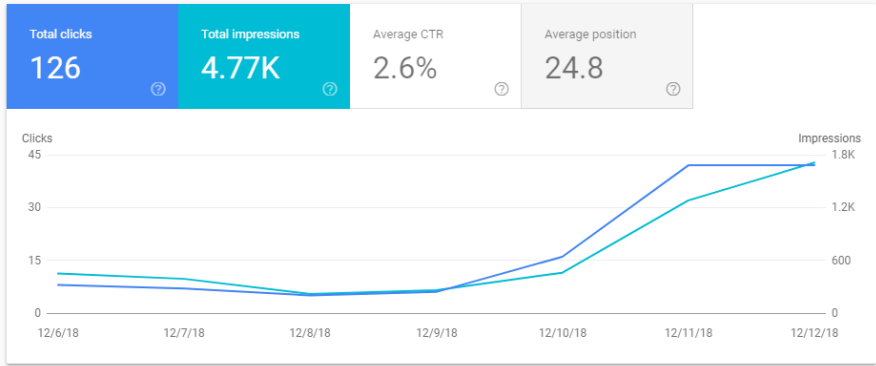 Total clicks
126
Total impressions
4.77K
Average CTR
2.6%
Average position
24.8
Clicks
Impressions
45
1.8K
30
1.2K
15
600
0
0
12/6/18
12/7/18
12/8/18
12/9/18
12/10/18
12/11/18
12/12/18